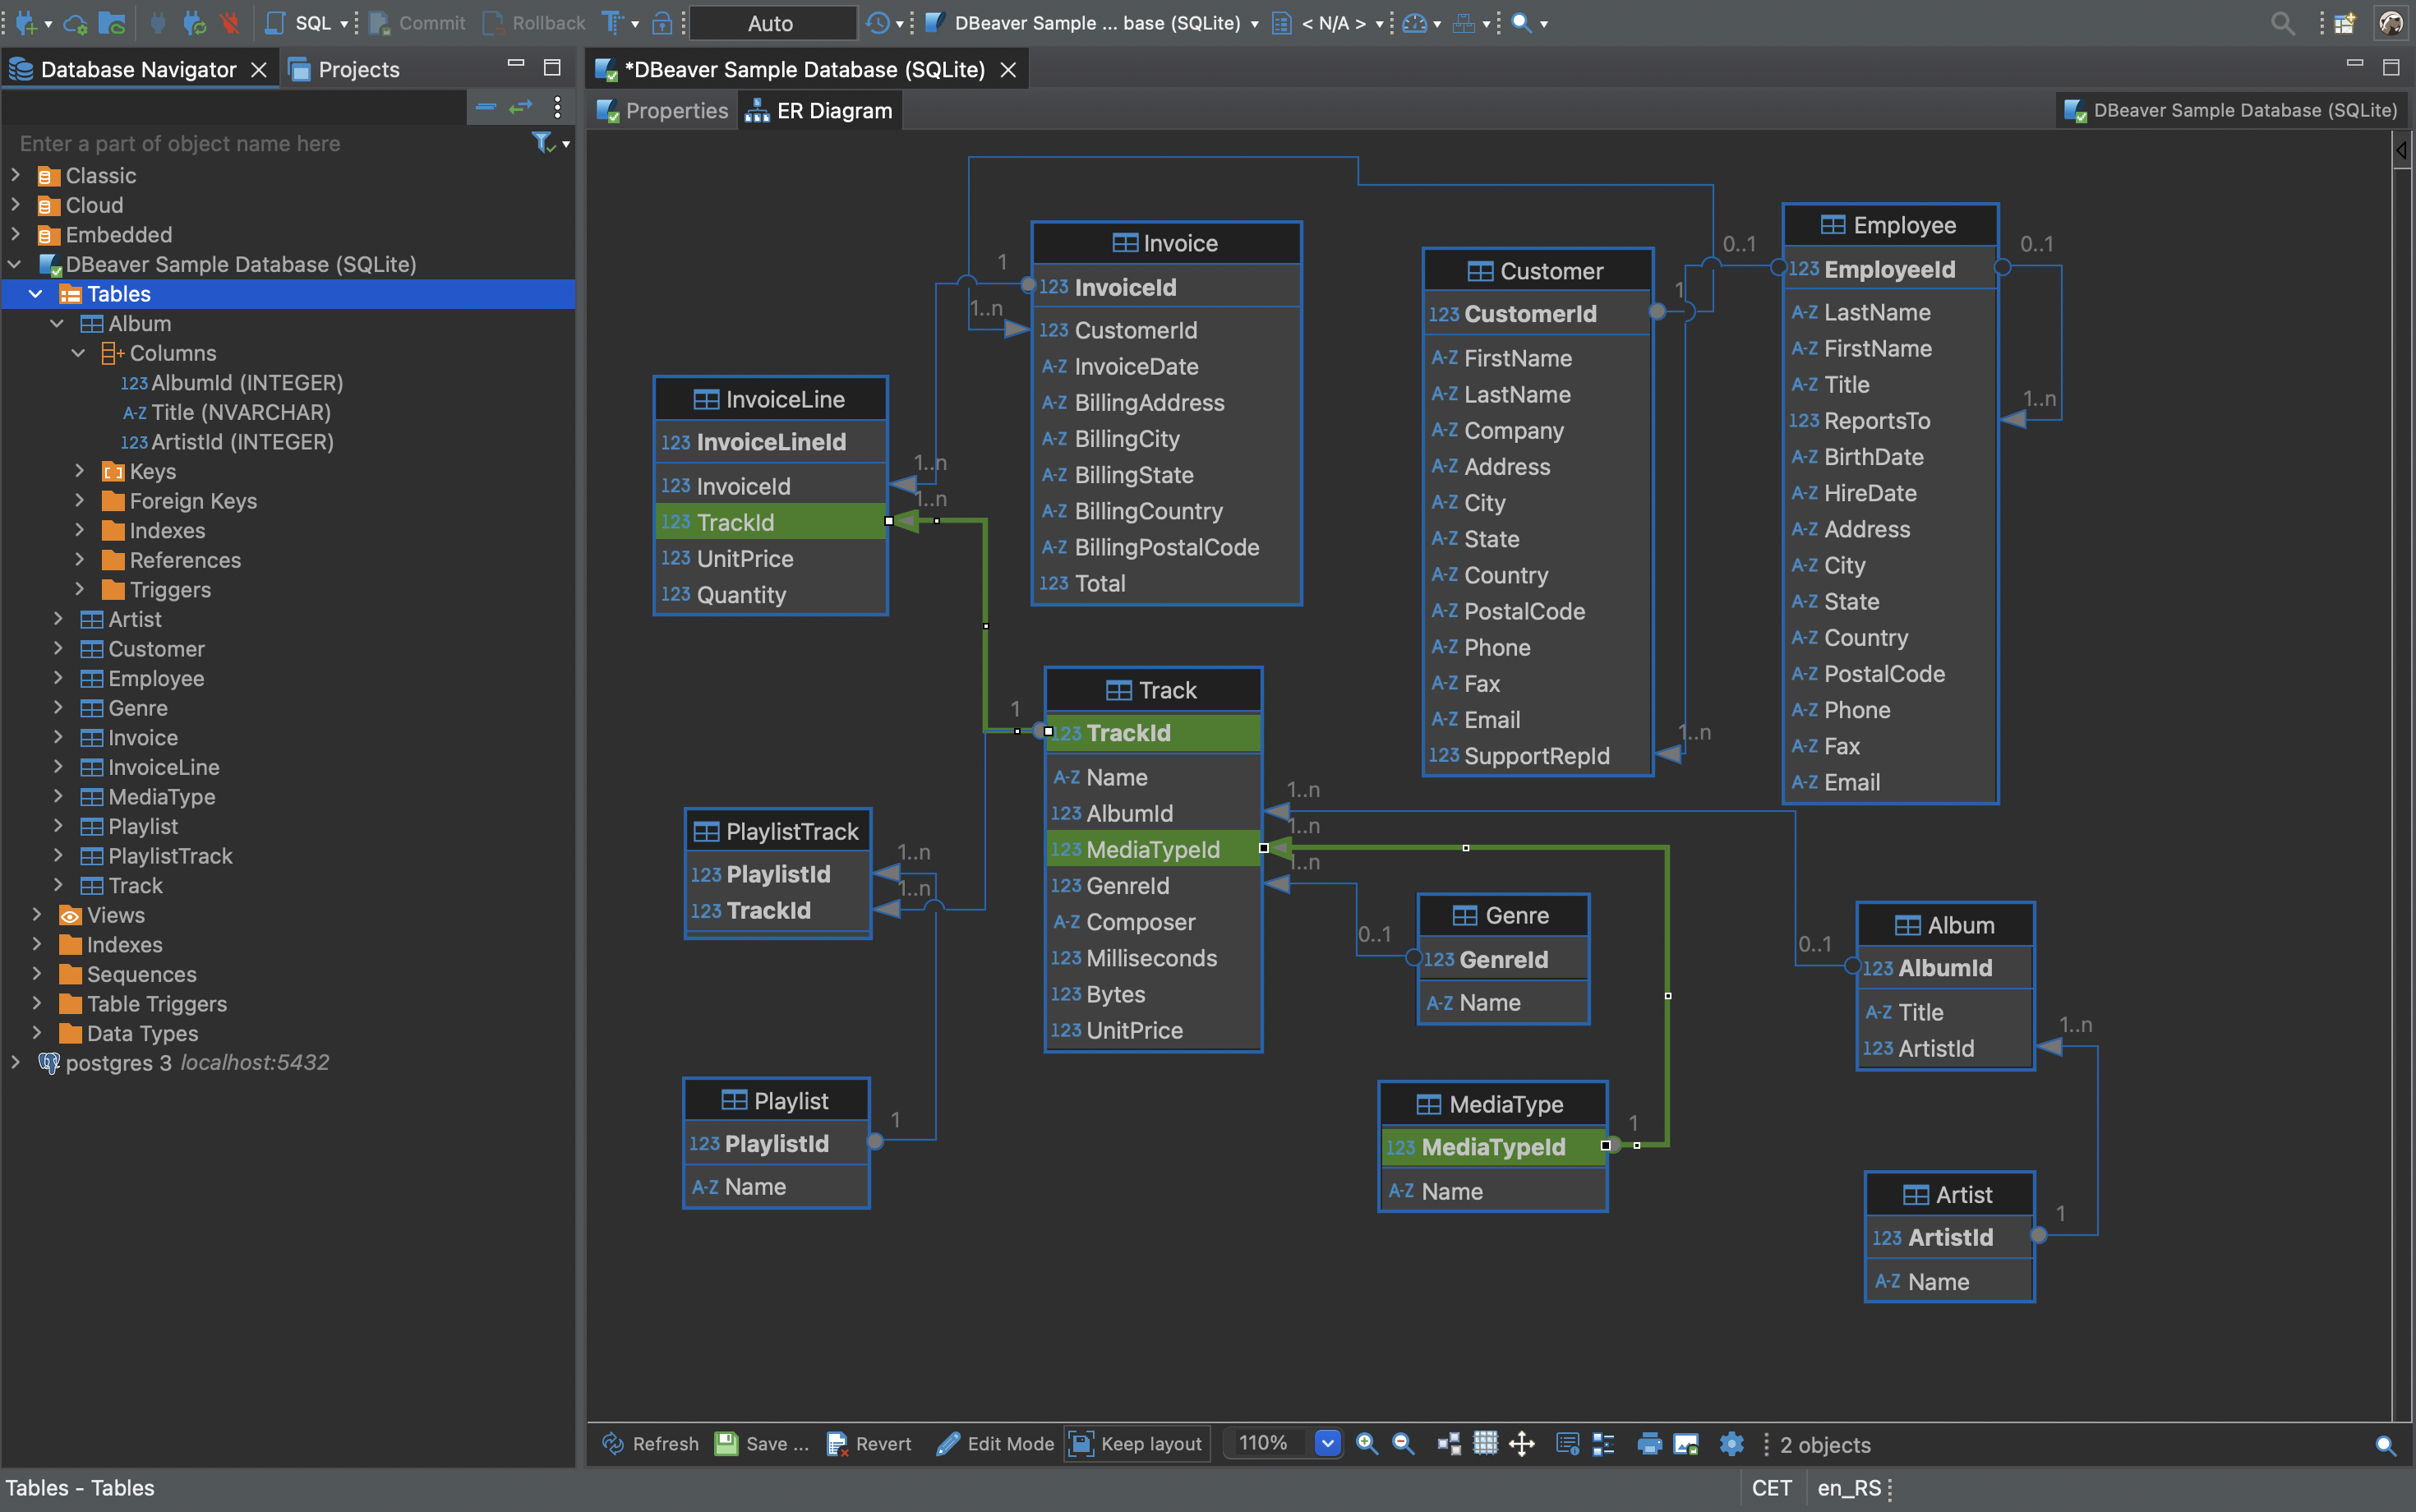 SQL Commit Rollback Auto DBeaver Sample ... base (SQLite) < N/A >
Database Navigator Projects
Enter a part of object name here
Classic
Cloud
Embedded
DBeaver Sample Database (SQLite)
Tables
Album
Columns
123 AlbumId (INTEGER)
A-Z Title (NVARCHAR)
123 ArtistId (INTEGER)
Keys
Foreign Keys
Indexes
References
Triggers
Artist
Customer
Employee
Genre
Invoice
InvoiceLine
MediaType
Playlist
PlaylistTrack
Track
Views
Indexes
Sequences
Table Triggers
Data Types
postgres 3 localhost:5432
*DBeaver Sample Database (SQLite)
Properties ER Diagram DBeaver Sample Database (SQLite)
InvoiceLine
123 InvoiceLineId
123 InvoiceId
123 TrackId
123 UnitPrice
123 Quantity
1..n
1..n
1
1..n
Invoice
123 InvoiceId
123 CustomerId
A-Z InvoiceDate
A-Z BillingAddress
A-Z BillingCity
A-Z BillingState
A-Z BillingCountry
A-Z BillingPostalCode
123 Total
Customer
123 CustomerId
A-Z FirstName
A-Z LastName
A-Z Company
A-Z Address
A-Z City
A-Z State
A-Z Country
A-Z PostalCode
A-Z Phone
A-Z Fax
A-Z Email
123 SupportRepId
1
1..n
0..1
Employee
123 EmployeeId
A-Z LastName
A-Z FirstName
A-Z Title
123 ReportsTo
A-Z BirthDate
A-Z HireDate
A-Z Address
A-Z City
A-Z State
A-Z Country
A-Z PostalCode
A-Z Phone
A-Z Fax
A-Z Email
0..1
1..n
1
Track
123 TrackId
A-Z Name
123 AlbumId
123 MediaTypeId
123 GenreId
A-Z Composer
123 Milliseconds
123 Bytes
123 UnitPrice
1..n
1..n
1..n
PlaylistTrack
123 PlaylistId
123 TrackId
1..n
1..n
Playlist
123 PlaylistId
A-Z Name
1
0..1
Genre
123 GenreId
A-Z Name
MediaType
123 MediaTypeId
A-Z Name
1
0..1
Album
123 AlbumId
A-Z Title
123 ArtistId
1..n
Artist
123 ArtistId
A-Z Name
1
Refresh Save ... Revert Edit Mode Keep layout 110% 2 objects
Tables - Tables CET en_RS